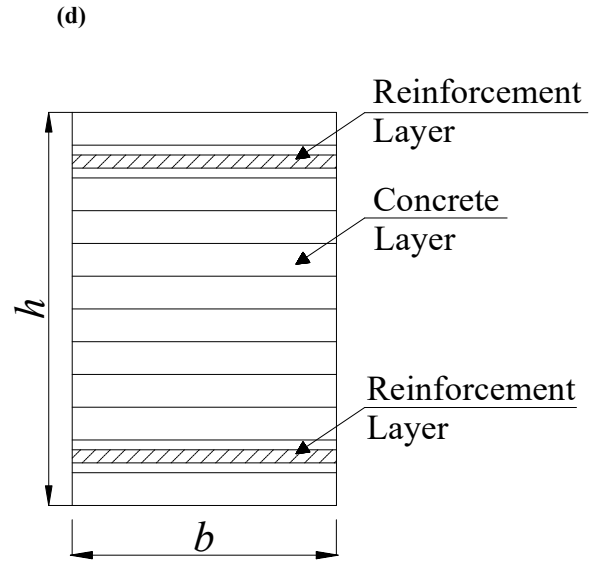 (d)
Reinforcement
Layer
Concrete
Layer
h
Reinforcement
Layer
b